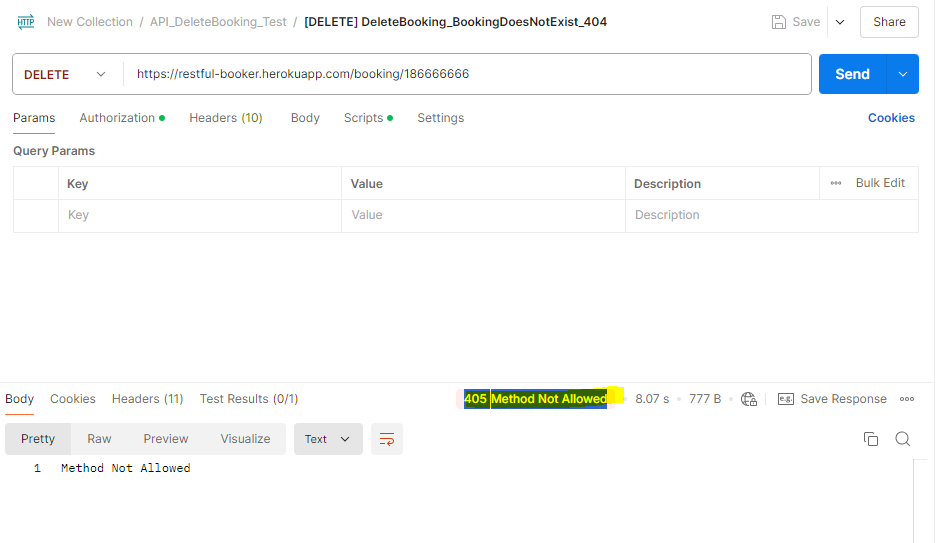 HTTP New Collection / API_DeleteBooking_Test / [DELETE] DeleteBooking_BookingDoesNotExist_404 Save Share
DELETE https://restful-booker.herokuapp.com/booking/186666666 Send
Params Authorization Headers (10) Body Scripts Settings Cookies
Query Params
Key Value Description Bulk Edit
Key Value Description
Body Cookies Headers (11) Test Results (0/1) 405 Method Not Allowed 8.07 s 777 B e.g. Save Response
Pretty Raw Preview Visualize Text
1 Method Not Allowed